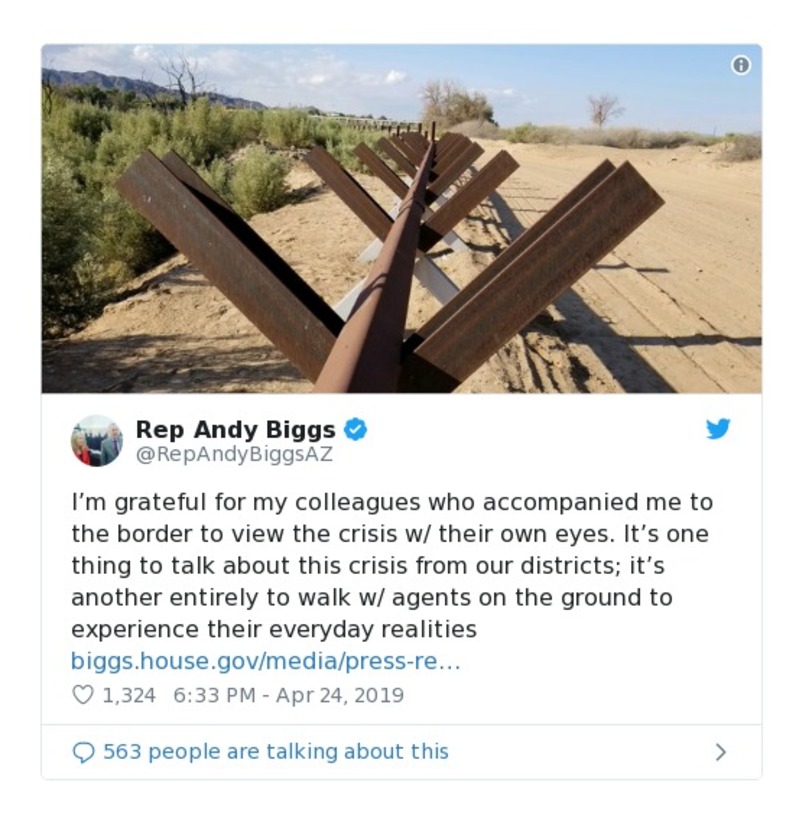 Rep Andy Biggs
@RepAndyBiggsAZ
I’m grateful for my colleagues who accompanied me to
the border to view the crisis w/ their own eyes. It’s one
thing to talk about this crisis from our districts; it’s
another entirely to walk w/ agents on the ground to
experience their everyday realities
biggs.house.gov/media/press-re…
1,324 6:33 PM - Apr 24, 2019
563 people are talking about this